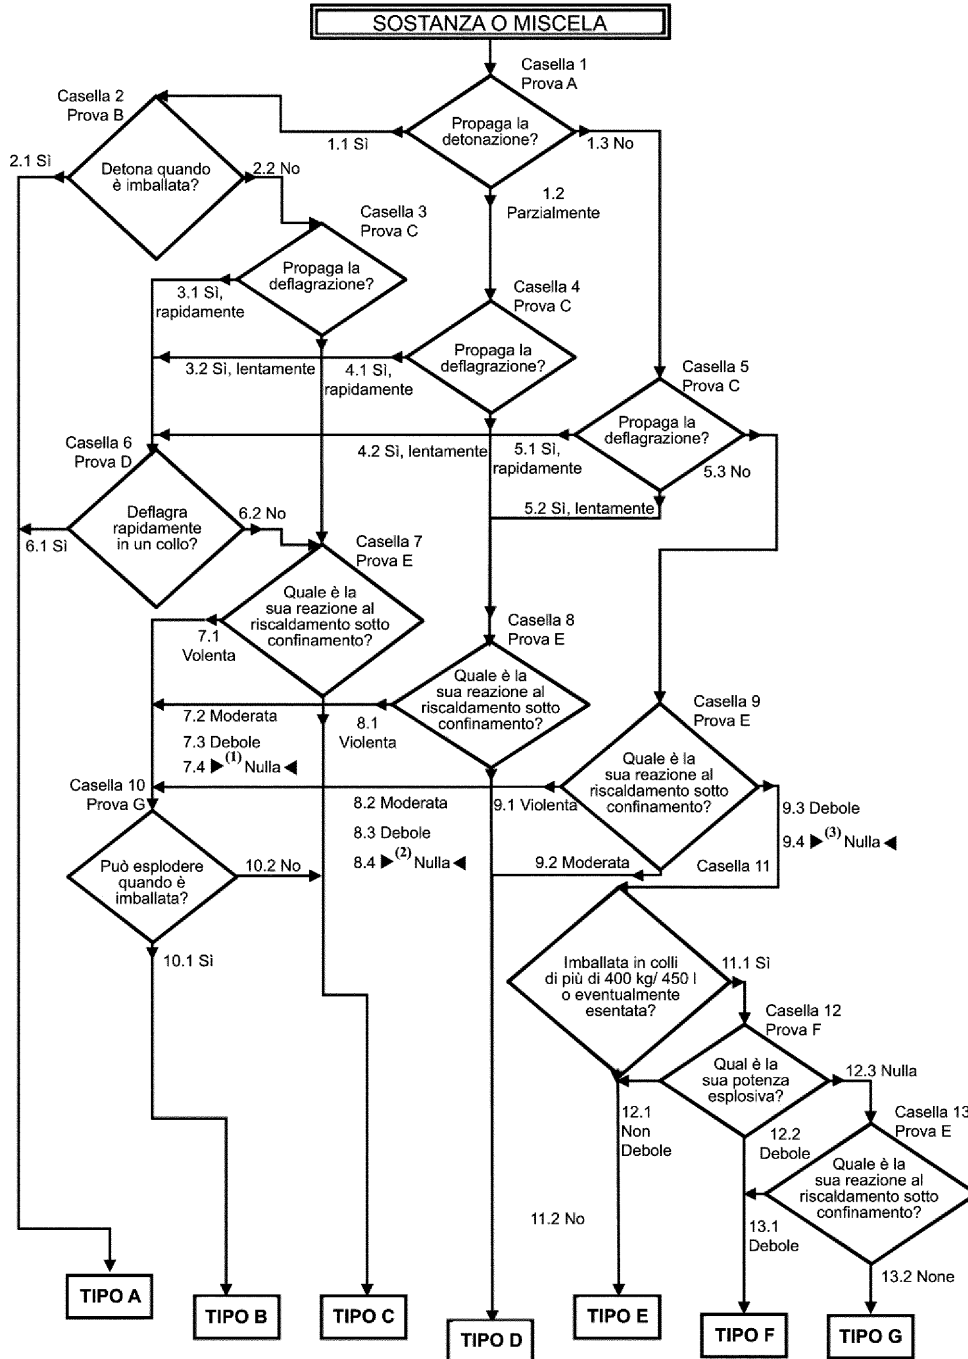 SOSTANZA O MISCELA
Casella 1
Prova A
Propaga la
detonazione?
1.1 Sì
1.3 No
1.2
Parzialmente
Casella 2
Prova B
Detona quando
è imballata?
2.1 Sì
2.2 No
Casella 3
Prova C
Propaga la
deflagrazione?
3.1 Sì,
rapidamente
3.2 Sì, lentamente
Casella 4
Prova C
Propaga la
deflagrazione?
4.1 Sì,
rapidamente
4.2 Sì, lentamente
Casella 5
Prova C
Propaga la
deflagrazione?
5.1 Sì,
rapidamente
5.3 No
5.2 Sì, lentamente
Casella 6
Prova D
Deflagra
rapidamente
in un collo?
6.1 Sì
6.2 No
Casella 7
Prova E
Quale è la
sua reazione al
riscaldamento sotto
confinamento?
7.1
Volenta
7.2 Moderata
7.3 Debole
7.4 ►(1) Nulla ◄
Casella 8
Prova E
Quale è la
sua reazione al
riscaldamento sotto
confinamento?
8.1
Violenta
8.2 Moderata
8.3 Debole
8.4 ►(2) Nulla ◄
Casella 9
Prova E
Quale è la
sua reazione al
riscaldamento sotto
confinamento?
9.1 Violenta
9.2 Moderata
9.3 Debole
9.4 ►(3) Nulla ◄
Casella 10
Prova G
Può esplodere
quando è
imballata?
10.2 No
10.1 Sì
Casella 11
Imballata in colli
di più di 400 kg/ 450 l
o eventualmente
esentata?
11.1 Sì
11.2 No
Casella 12
Prova F
Qual è la
sua potenza
esplosiva?
12.1
Non
Debole
12.2
Debole
12.3 Nulla
Casella 13
Prova E
Quale è la
sua reazione al
riscaldamento sotto
confinamento?
13.1
Debole
13.2 None
TIPO A
TIPO B
TIPO C
TIPO D
TIPO E
TIPO F
TIPO G